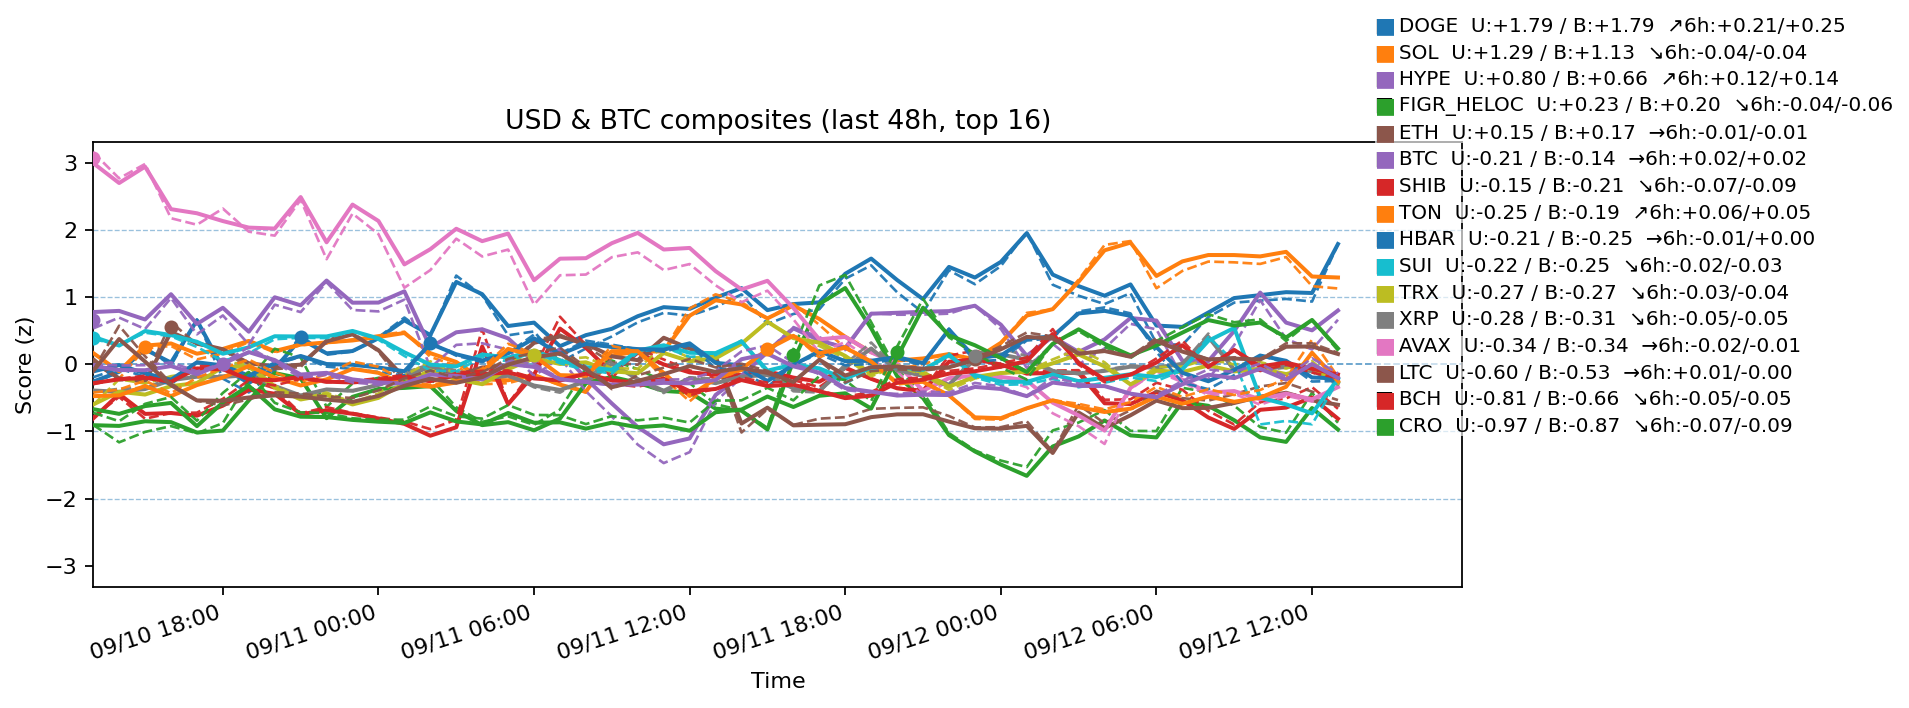 DOGE  U:+1.79 / B:+1.79  ↗6h:+0.21/+0.25
SOL  U:+1.29 / B:+1.13  ↘6h:-0.04/-0.04
HYPE  U:+0.80 / B:+0.66  ↗6h:+0.12/+0.14
FIGR_HELOC  U:+0.23 / B:+0.20  ↘6h:-0.04/-0.06
ETH  U:+0.15 / B:+0.17  →6h:-0.01/-0.01
BTC  U:-0.21 / B:-0.14  →6h:+0.02/+0.02
SHIB  U:-0.15 / B:-0.21  ↘6h:-0.07/-0.09
TON  U:-0.25 / B:-0.19  ↗6h:+0.06/+0.05
HBAR  U:-0.21 / B:-0.25  →6h:-0.01/+0.00
SUI  U:-0.22 / B:-0.25  ↘6h:-0.02/-0.03
TRX  U:-0.27 / B:-0.27  ↘6h:-0.03/-0.04
XRP  U:-0.28 / B:-0.31  ↘6h:-0.05/-0.05
AVAX  U:-0.34 / B:-0.34  →6h:-0.02/-0.01
LTC  U:-0.60 / B:-0.53  →6h:+0.01/-0.00
BCH  U:-0.81 / B:-0.66  ↘6h:-0.05/-0.05
CRO  U:-0.97 / B:-0.87  ↘6h:-0.07/-0.09
USD & BTC composites (last 48h, top 16)
Score (z)
3
2
1
0
−1
−2
−3
09/10 18:00
09/11 00:00
09/11 06:00
09/11 12:00
09/11 18:00
09/12 00:00
09/12 06:00
09/12 12:00
Time